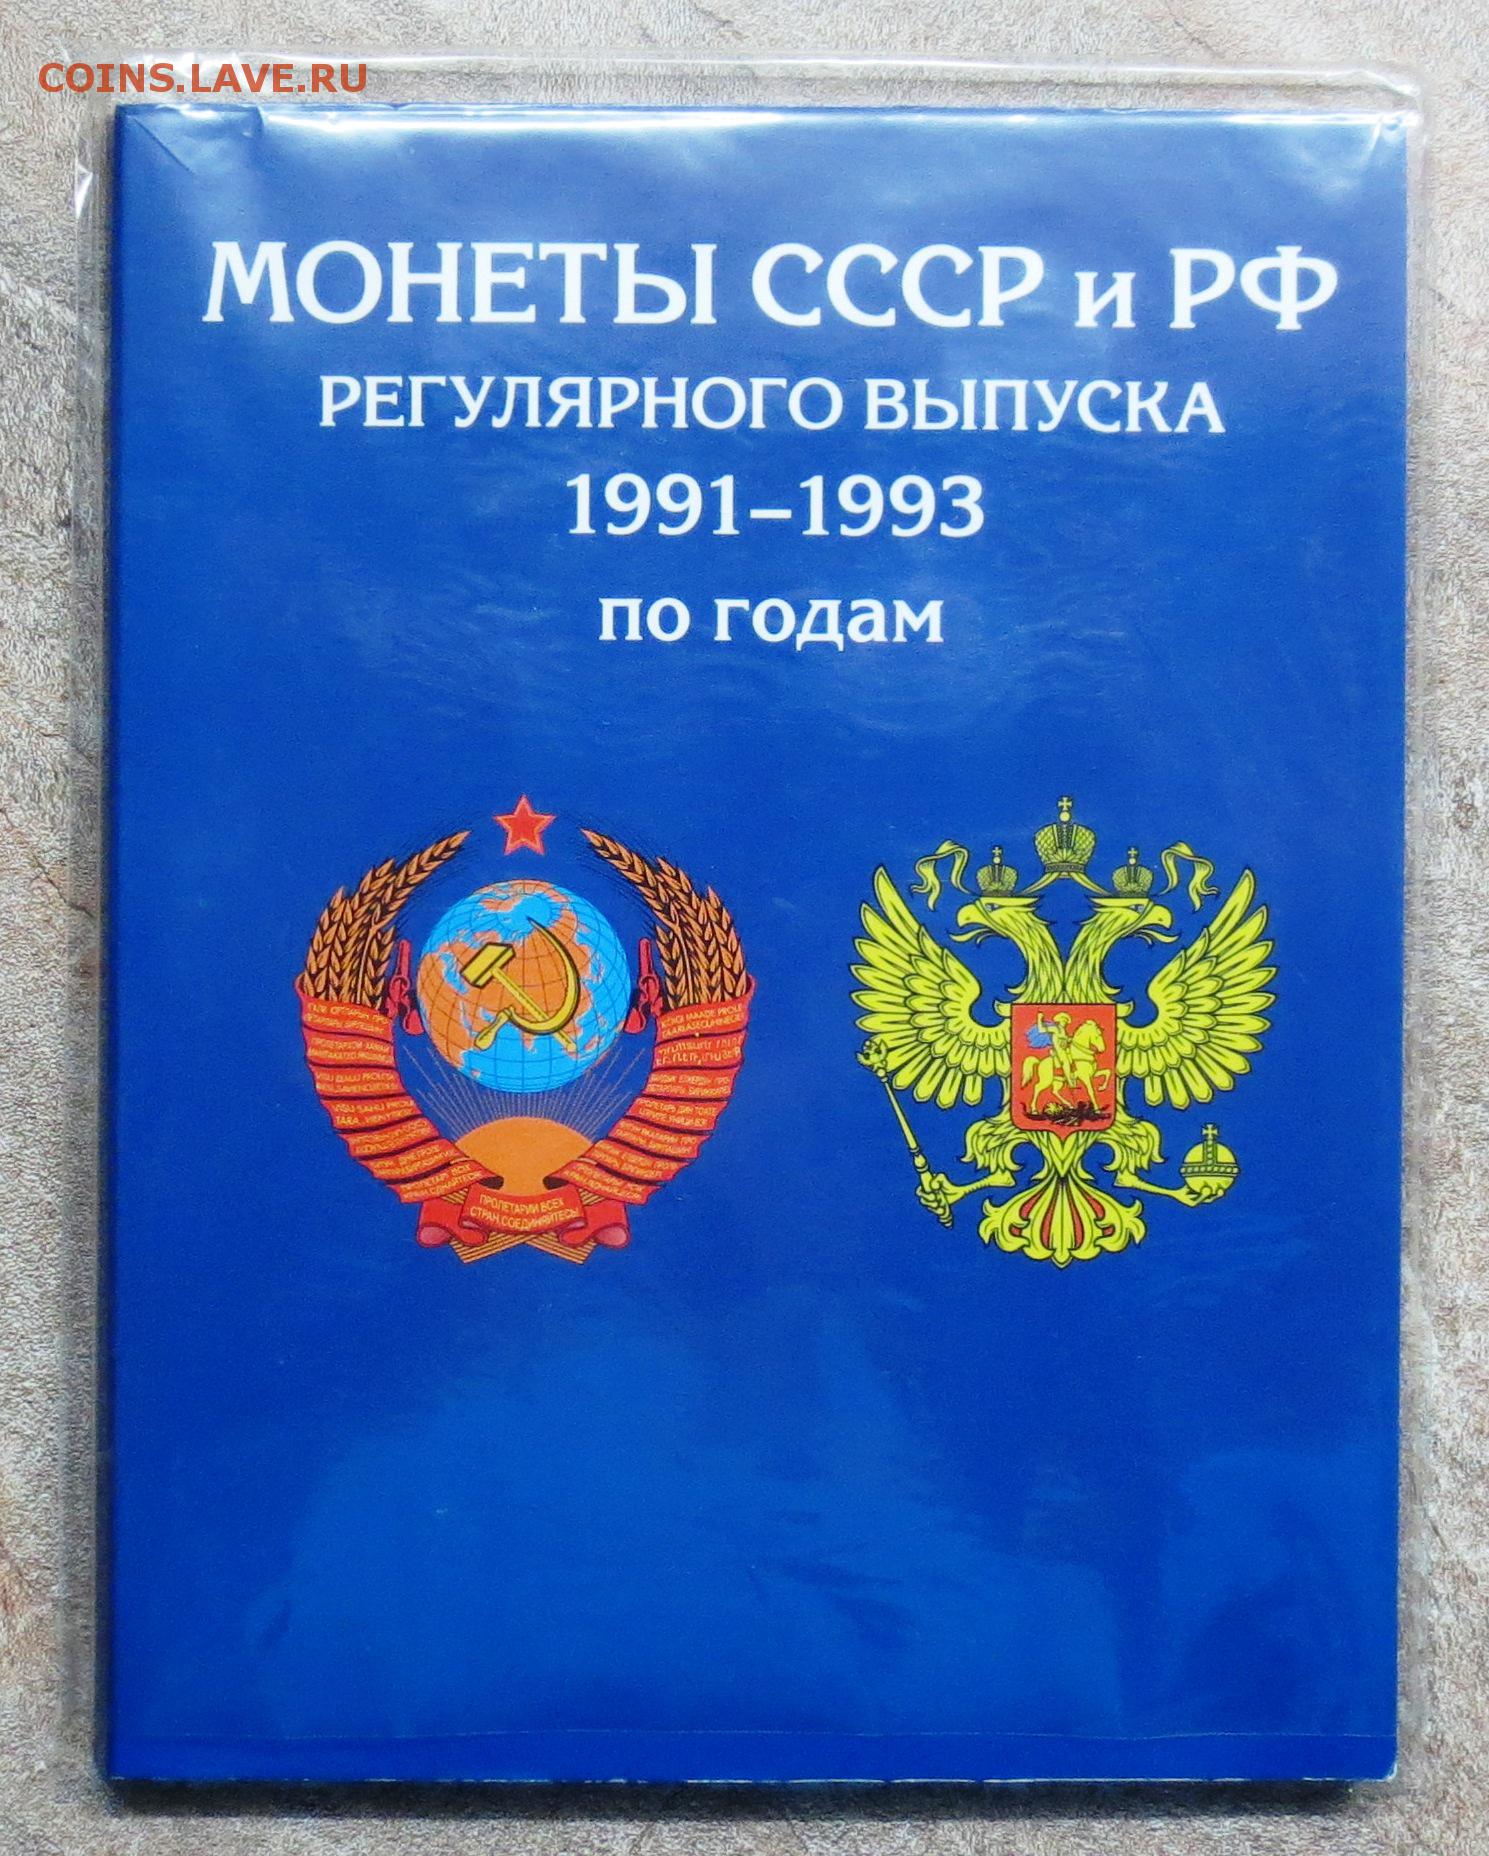 COINS.LAVE.RU
МОНЕТЫ СССР и РФ
РЕГУЛЯРНОГО ВЫПУСКА
1991–1993
по годам
ПРОЛЕТАРИИ ВСЕХ
СТРАН, СОЕДИНЯЙТЕСЬ